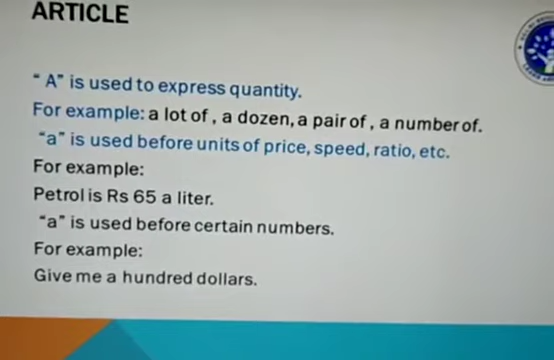 ARTICLE
“ A” is used to express quantity.
For example: a lot of , a dozen, a pair of , a number of.
“a” is used before units of price, speed, ratio, etc.
For example:
Petrol is Rs 65 a liter.
“a” is used before certain numbers.
For example:
Give me a hundred dollars.